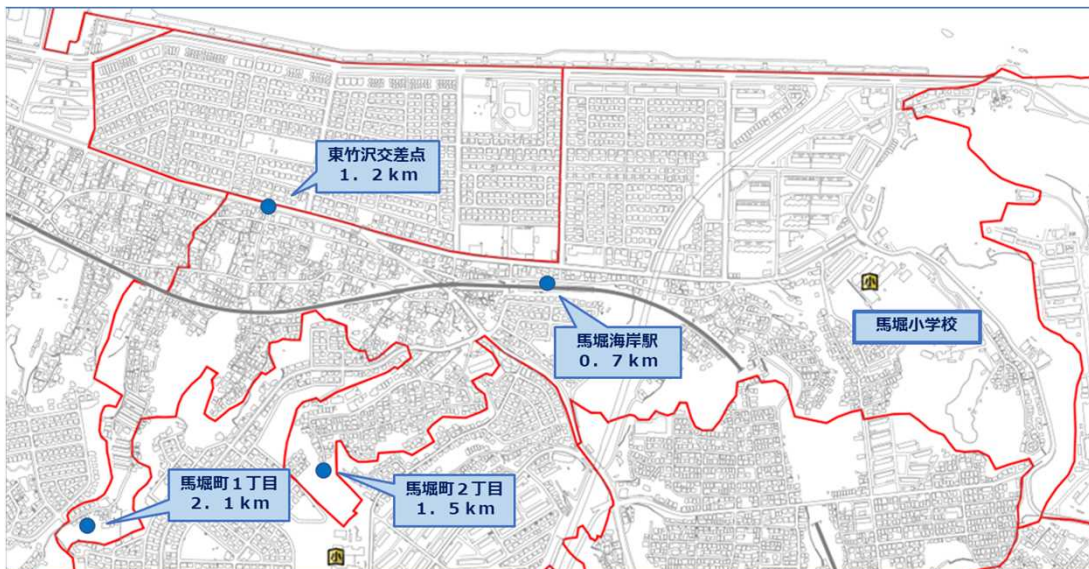 東竹沢交差点
１．２ｋｍ
小
馬堀小学校
馬堀海岸駅
０．７ｋｍ
馬堀町１丁目
２．１ｋｍ
馬堀町２丁目
１．５ｋｍ
小